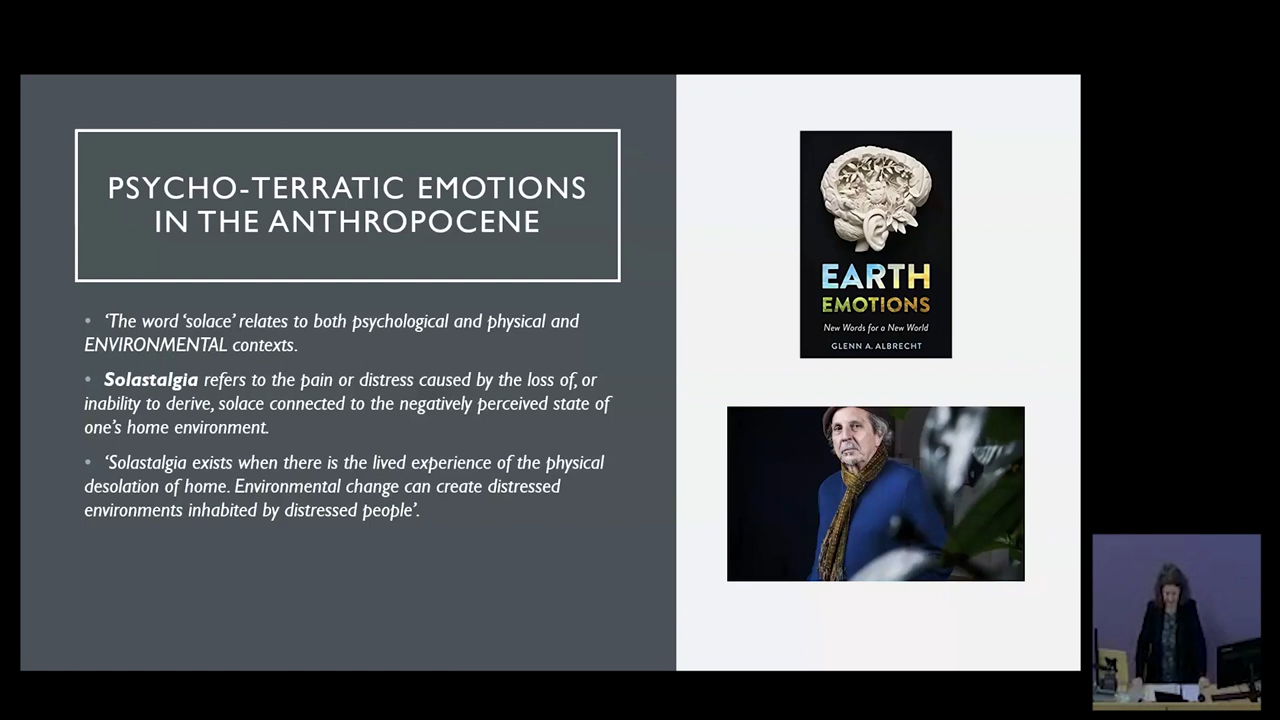 PSYCHO-TERRATIC EMOTIONS
IN THE ANTHROPOCENE
• ‘The word ‘solace’ relates to both psychological and physical and
ENVIRONMENTAL contexts.
• Solastalgia refers to the pain or distress caused by the loss of, or
inability to derive, solace connected to the negatively perceived state of
one’s home environment.
• ‘Solastalgia exists when there is the lived experience of the physical
desolation of home. Environmental change can create distressed
environments inhabited by distressed people’.
EARTH
EMOTIONS
New Words for a New World
GLENN A. ALBRECHT